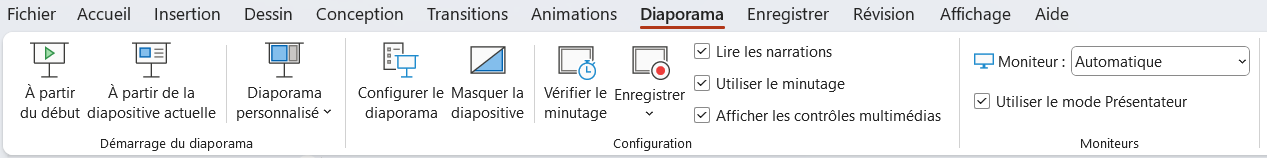 Fichier Accueil Insertion Dessin Conception Transitions Animations Diaporama Enregistrer Révision Affichage Aide
À partir
du début
À partir de la
diapositive actuelle
Diaporama
personnalisé
Démarrage du diaporama
Configurer le
diaporama
Masquer la
diapositive
Vérifier le
minutage
Enregistrer
Lire les narrations
Utiliser le minutage
Afficher les contrôles multimédias
Configuration
Moniteur : Automatique
Utiliser le mode Présentateur
Moniteurs